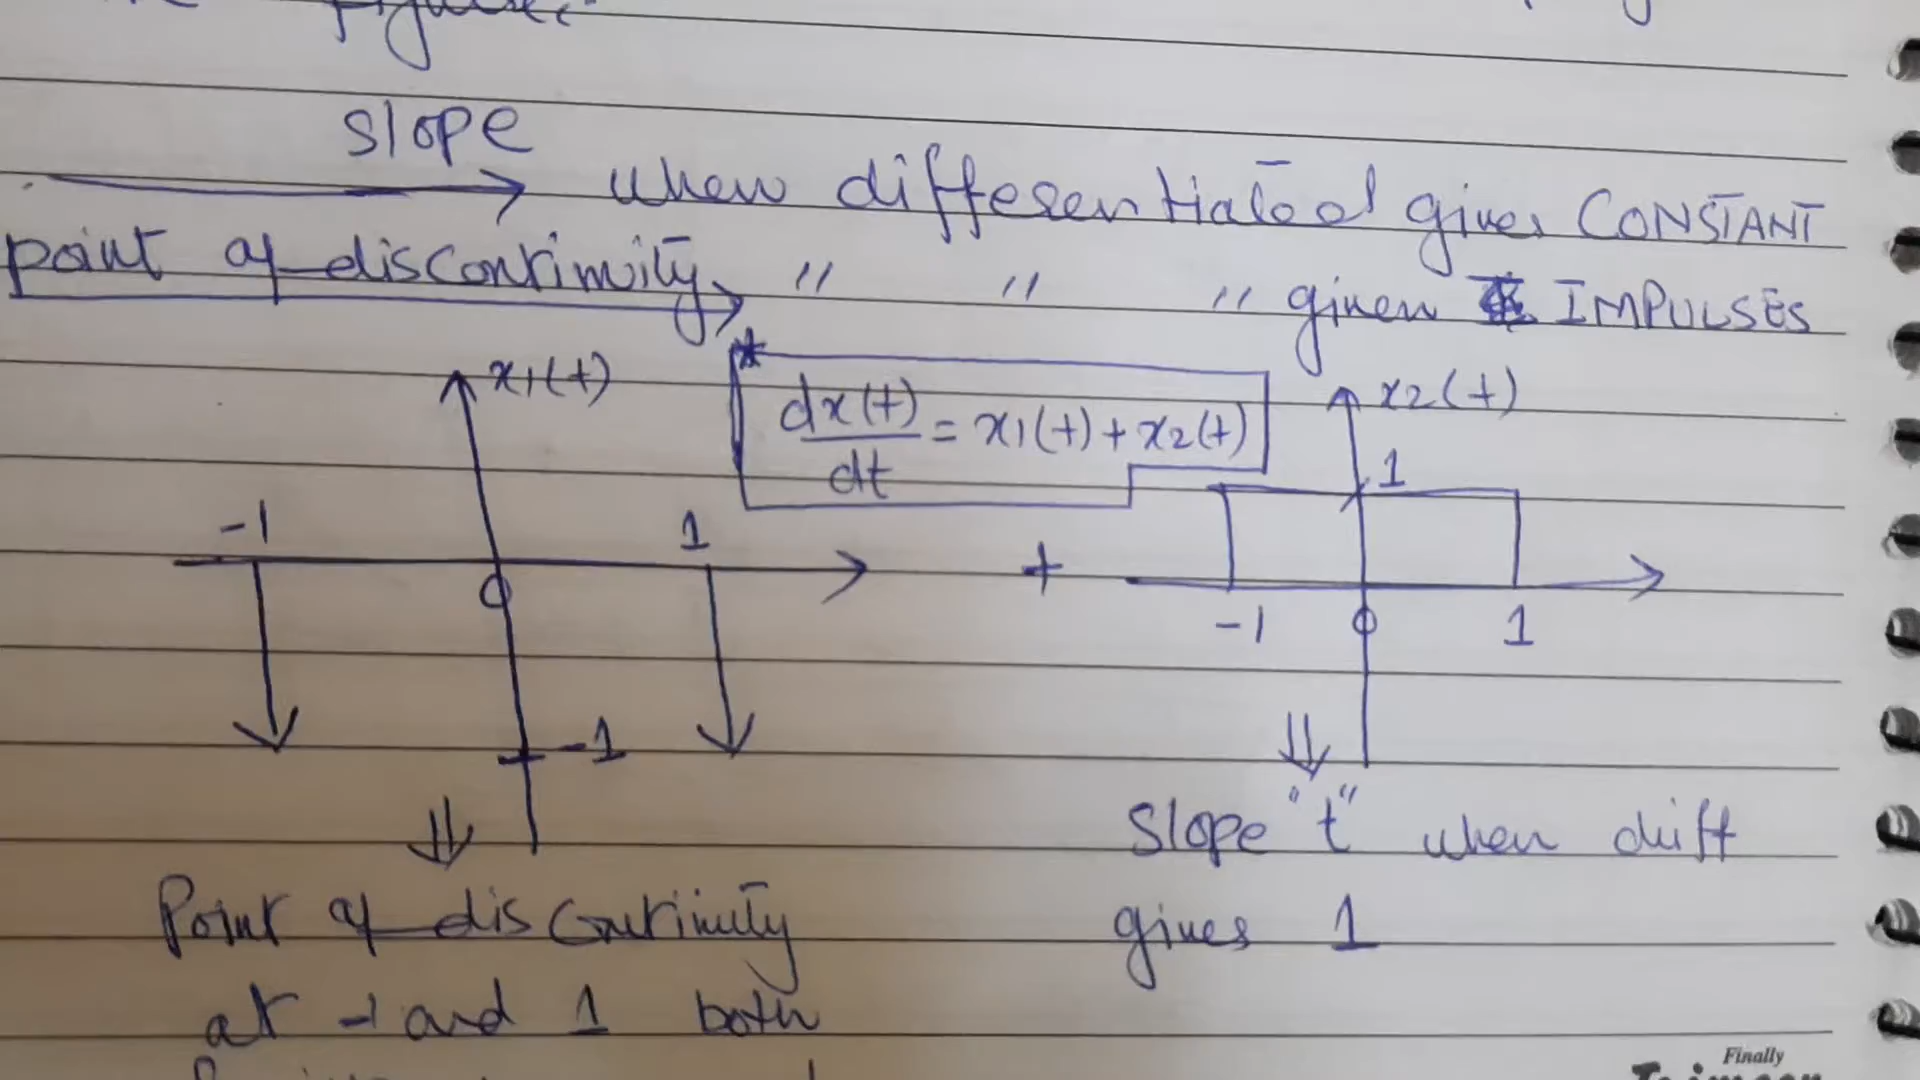 slope
when differentiated gives CONSTANT
point of discontinuity " " " given IMPULSES
x1(t)
dx(t)/dt = x1(t) + x2(t)
x2(t)
1
-1 1
0
+
-1 0 1
-1
Slope "t" when diff
gives 1
Point of discontinuity
at -1 and 1 both
Finally